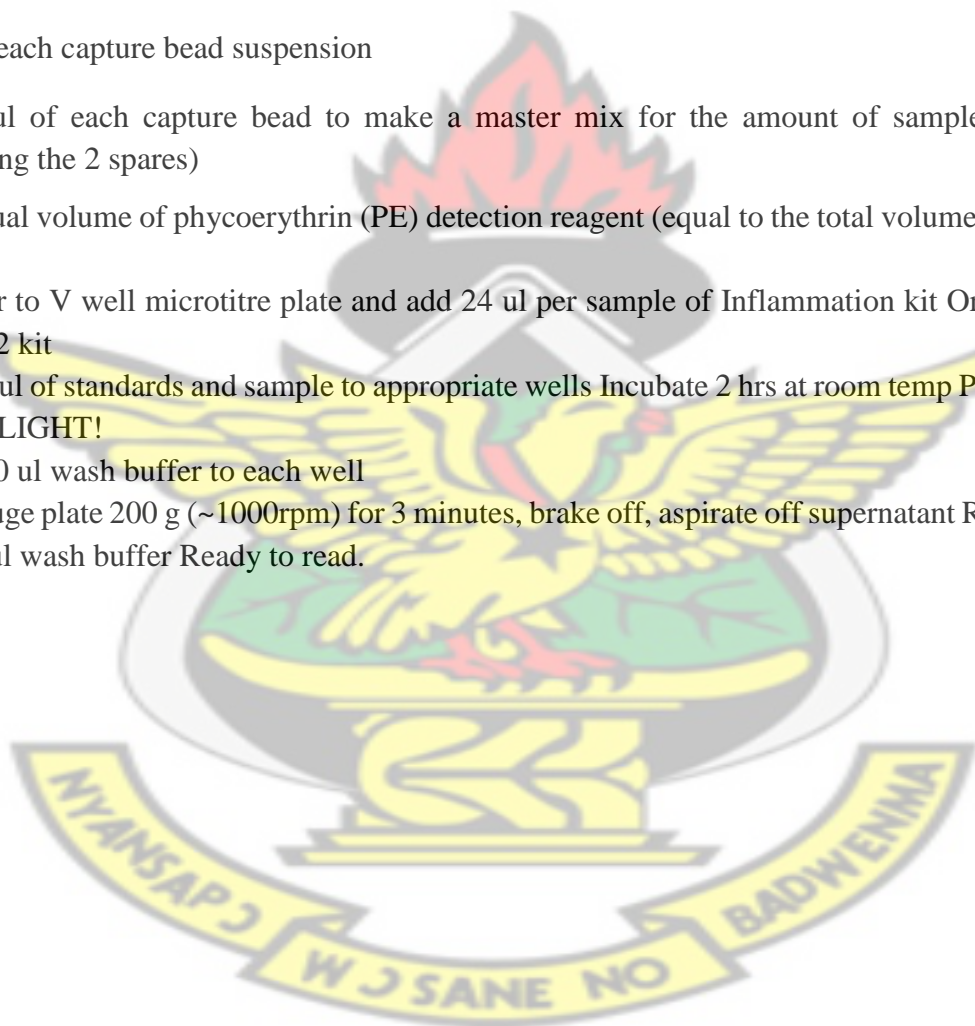 each capture bead suspension
ul of each capture bead to make a master mix for the amount of sample
ng the 2 spares)
ual volume of phycoerythrin (PE) detection reagent (equal to the total volume
r to V well microtitre plate and add 24 ul per sample of Inflammation kit Or
2 kit
ul of standards and sample to appropriate wells Incubate 2 hrs at room temp P
LIGHT!
0 ul wash buffer to each well
uge plate 200 g (~1000rpm) for 3 minutes, brake off, aspirate off supernatant R
ul wash buffer Ready to read.
NYANSAPƆ
WƆSANE NO
BADWENMA